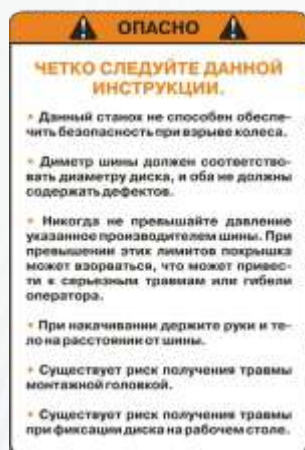 ОПАСНО
ЧЕТКО СЛЕДУЙТЕ ДАННОЙ
ИНСТРУКЦИИ.
• Данный станок не способен обеспе-
чить безопасность при взрыве колеса.
• Диметр шины должен соответство-
вать диаметру диска, и оба не должны
содержать дефектов.
• Никогда не превышайте давление
указанное производителем шины. При
превышении этих лимитов покрышка
может взорваться, что может привес-
ти к серьезным травмам или гибели
оператора.
• При накачивании держите руки и те-
ло на расстоянии от шины.
• Существует риск получения травмы
монтажной головкой.
• Существует риск получения травмы
при фиксации диска на рабочем столе.